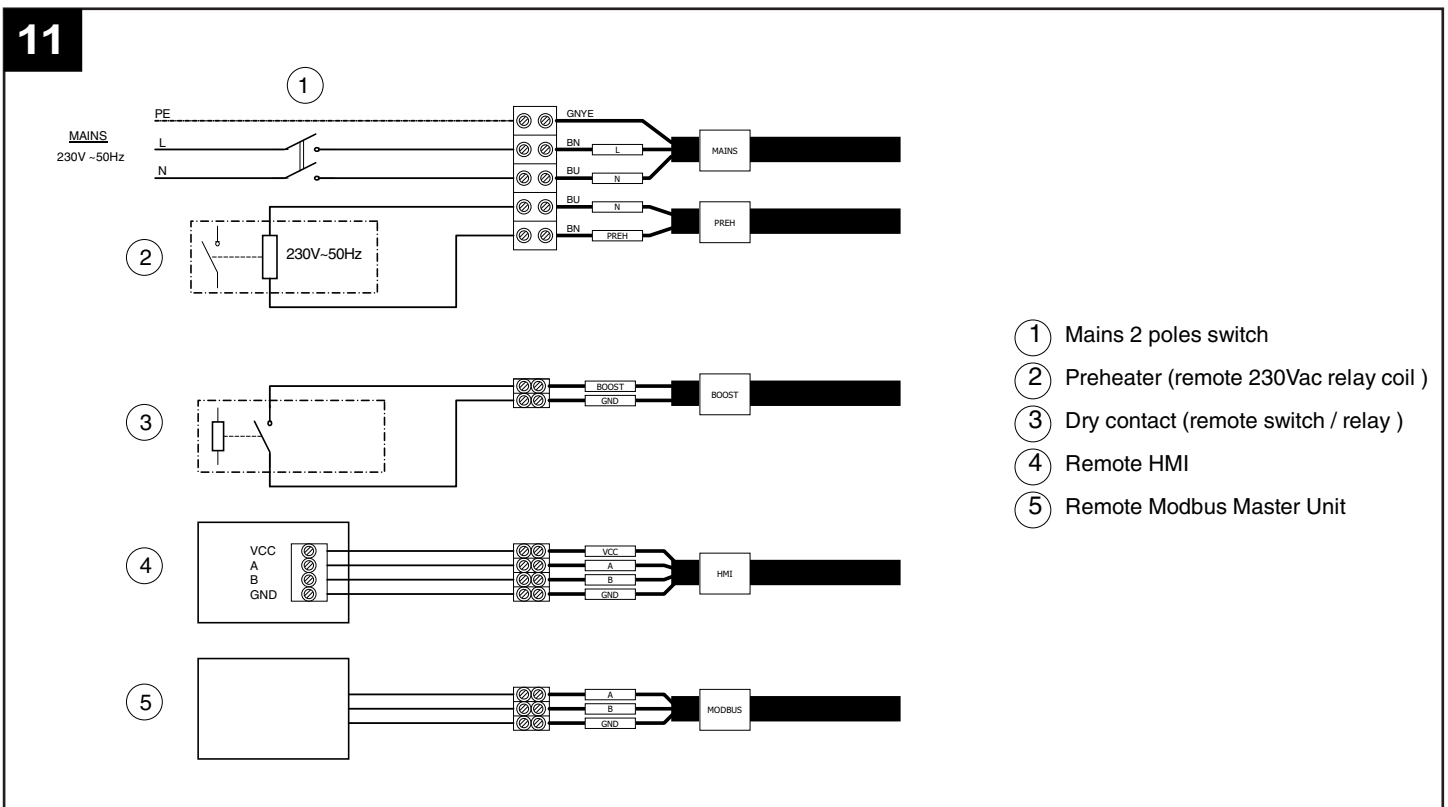 11
1
PE
GNYE
MAINS
230V ~50Hz
L
BN
L
MAINS
N
BU
N
BU
N
PREH
2
230V~50Hz
BN
PREH
1 Mains 2 poles switch
2 Preheater (remote 230Vac relay coil )
3 Dry contact (remote switch / relay )
4 Remote HMI
5 Remote Modbus Master Unit
3
BOOST
GND
BOOST
4
VCC
A
B
GND
VCC
A
B
GND
HMI
5
A
B
GND
MODBUS